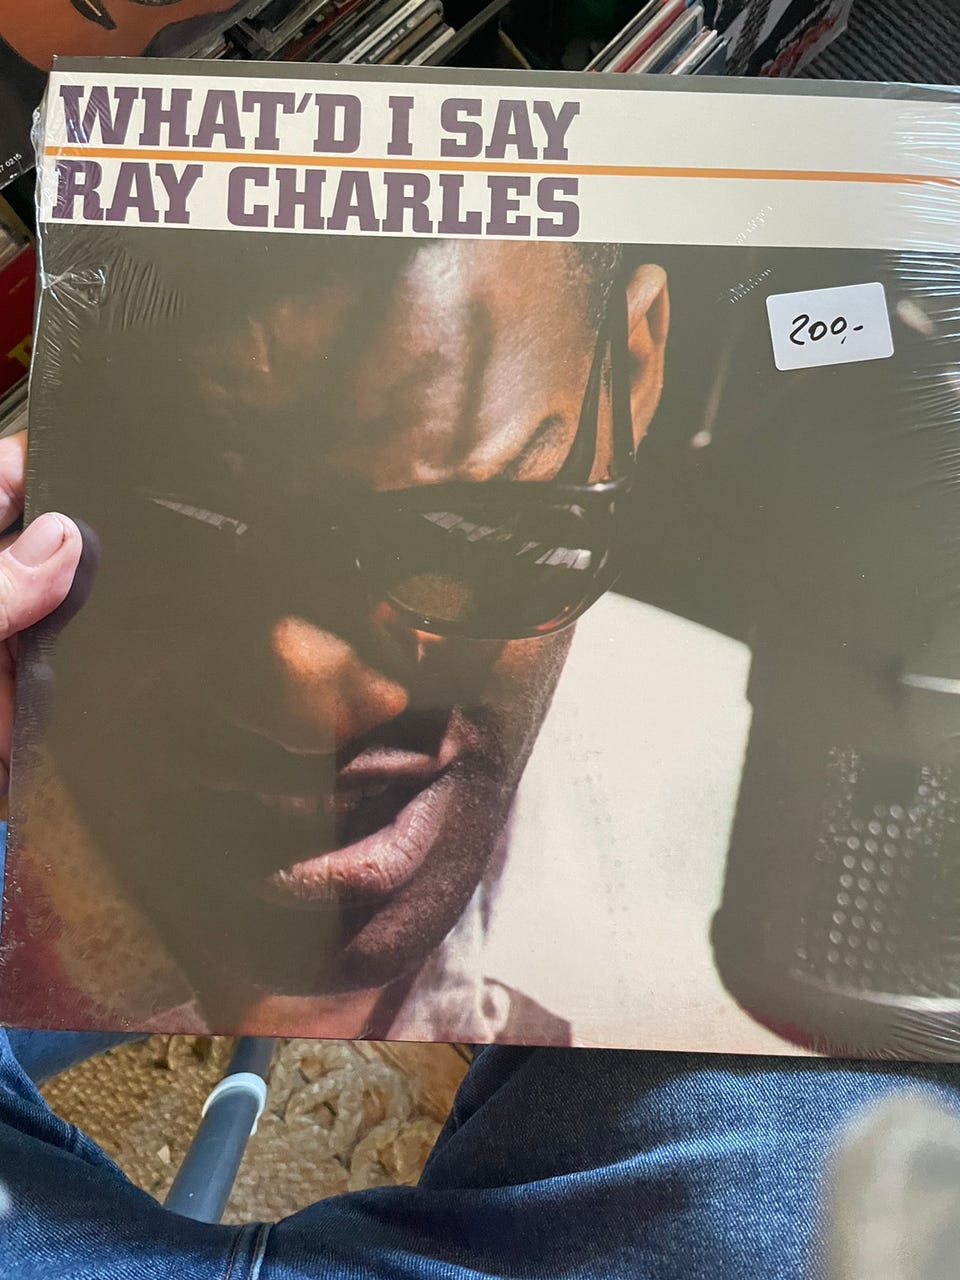 WHAT'D I SAY
RAY CHARLES
200,-